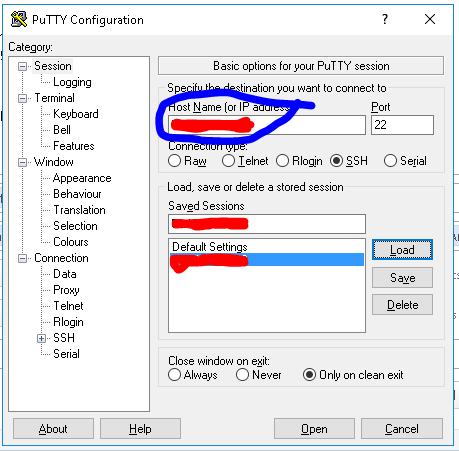 PuTTY Configuration
Category:
Session
Logging
Terminal
Keyboard
Bell
Features
Window
Appearance
Behaviour
Translation
Selection
Colours
Connection
Data
Proxy
Telnet
Rlogin
SSH
Serial
Basic options for your PuTTY session
Specify the destination you want to connect to
Host Name (or IP address) Port
22
Connection type:
Raw Telnet Rlogin SSH Serial
Load, save or delete a stored session
Saved Sessions
Default Settings
Load
Save
Delete
Close window on exit:
Always Never Only on clean exit
About Help Open Cancel